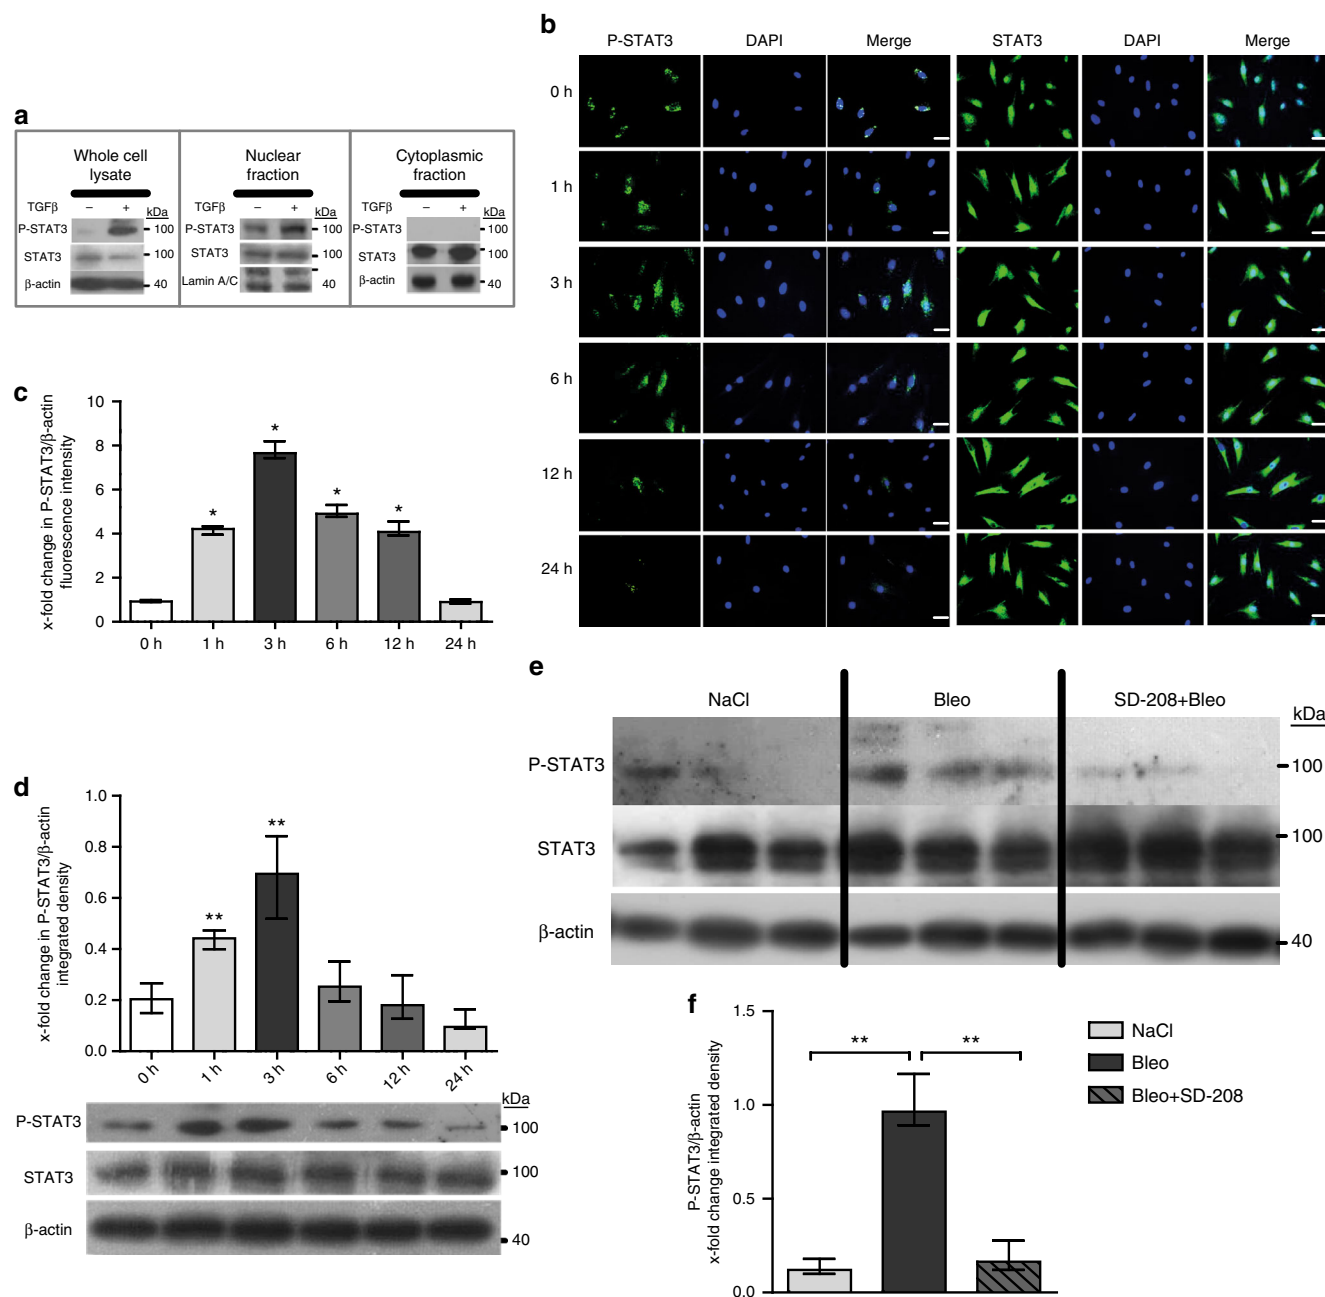 a
Whole cell
lysate
Nuclear
fraction
Cytoplasmic
fraction
TGFβ – + kDa
P-STAT3 100
STAT3 100
β-actin 40
TGFβ – + kDa
P-STAT3 100
STAT3 100
Lamin A/C 40
TGFβ – + kDa
P-STAT3 100
STAT3 100
β-actin 40
b
P-STAT3 DAPI Merge STAT3 DAPI Merge
0 h
1 h
3 h
6 h
12 h
24 h
c
x-fold change in P-STAT3/β-actin
fluorescence intensity
10
8
6
4
2
0
* * * *
0 h 1 h 3 h 6 h 12 h 24 h
d
x-fold change in P-STAT3/β-actin
integrated density
1.0
0.8
0.6
0.4
0.2
0.0
** **
0 h 1 h 3 h 6 h 12 h 24 h
kDa
P-STAT3 100
STAT3 100
β-actin 40
e
NaCl Bleo SD-208+Bleo
kDa
P-STAT3 100
STAT3 100
β-actin 40
f
P-STAT3/β-actin
x-fold change integrated density
1.5
1.0
0.5
0.0
** **
NaCl
Bleo
Bleo+SD-208